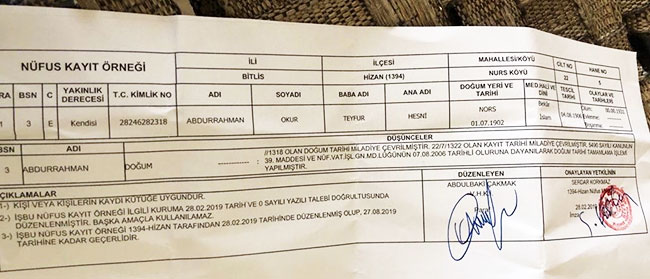 NÜFUS KAYIT ÖRNEĞİ
İLİ
BİTLİS
İLÇESİ
HİZAN (1394)
MAHALLESİ/KÖYÜ
NURS KÖYÜ
CİLT NO
22
HANE NO
5
BSN C YAKINLIK DERECESİ T.C. KİMLİK NO ADI SOYADI BABA ADI ANA ADI DOĞUM YERİ VE TARİHİ MED.HALİ VE DİNİ TESCİL TARİHİ OLAYLAR VE TARİHLERİ
1 3 E Kendisi 28246282318 ABDURRAHMAN OKUR TEYFUR HESNİ NORS 01.07.1902 Bekar İslam
BSN ADI DÜŞÜNCELER
3 ABDURRAHMAN DOĞUM
//1318 OLAN DOĞUM TARİHİ MİLADİYE ÇEVRİLMİŞTİR. 22/7/1322 OLAN KAYIT TARİHİ MİLADİYE ÇEVRİLMİŞTİR. 5490 SAYILI KANUNUN
39. MADDESİ VE NÜF.VAT.İŞL.GN.MD.LÜĞÜNÜN 07.08.2006 TARİHLİ OLURUNA DAYANILARAK DOĞUM TARİHİ TAMAMLAMA İŞLEMİ
YAPILMIŞTIR.
AÇIKLAMALAR
1-) KİŞİ VEYA KİŞİLERİN KAYDI KÜTÜĞE UYGUNDUR.
2-) İŞBU NÜFUS KAYIT ÖRNEĞİ İLGİLİ KURUMA 28.02.2019 TARİH VE 0 SAYILI YAZILI TALEBİ DOĞRULTUSUNDA
DÜZENLENMİŞTİR. BAŞKA AMAÇLA KULLANILAMAZ.
3-) İŞBU NÜFUS KAYIT ÖRNEĞİ 1394-HİZAN TARAFINDAN 28.02.2019 TARİHİNDE DÜZENLENMİŞ OLUP, 27.08.2019
TARİHİNE KADAR GEÇERLİDİR.
DÜZENLEYEN
ABDULBAKİ ÇAKMAK
V.H.K.İ
ONAYLAYAN YETKİLİNİN
SERDAR KORKMAZ
1394-Hizan Nüfus
28.02.2019
İmza